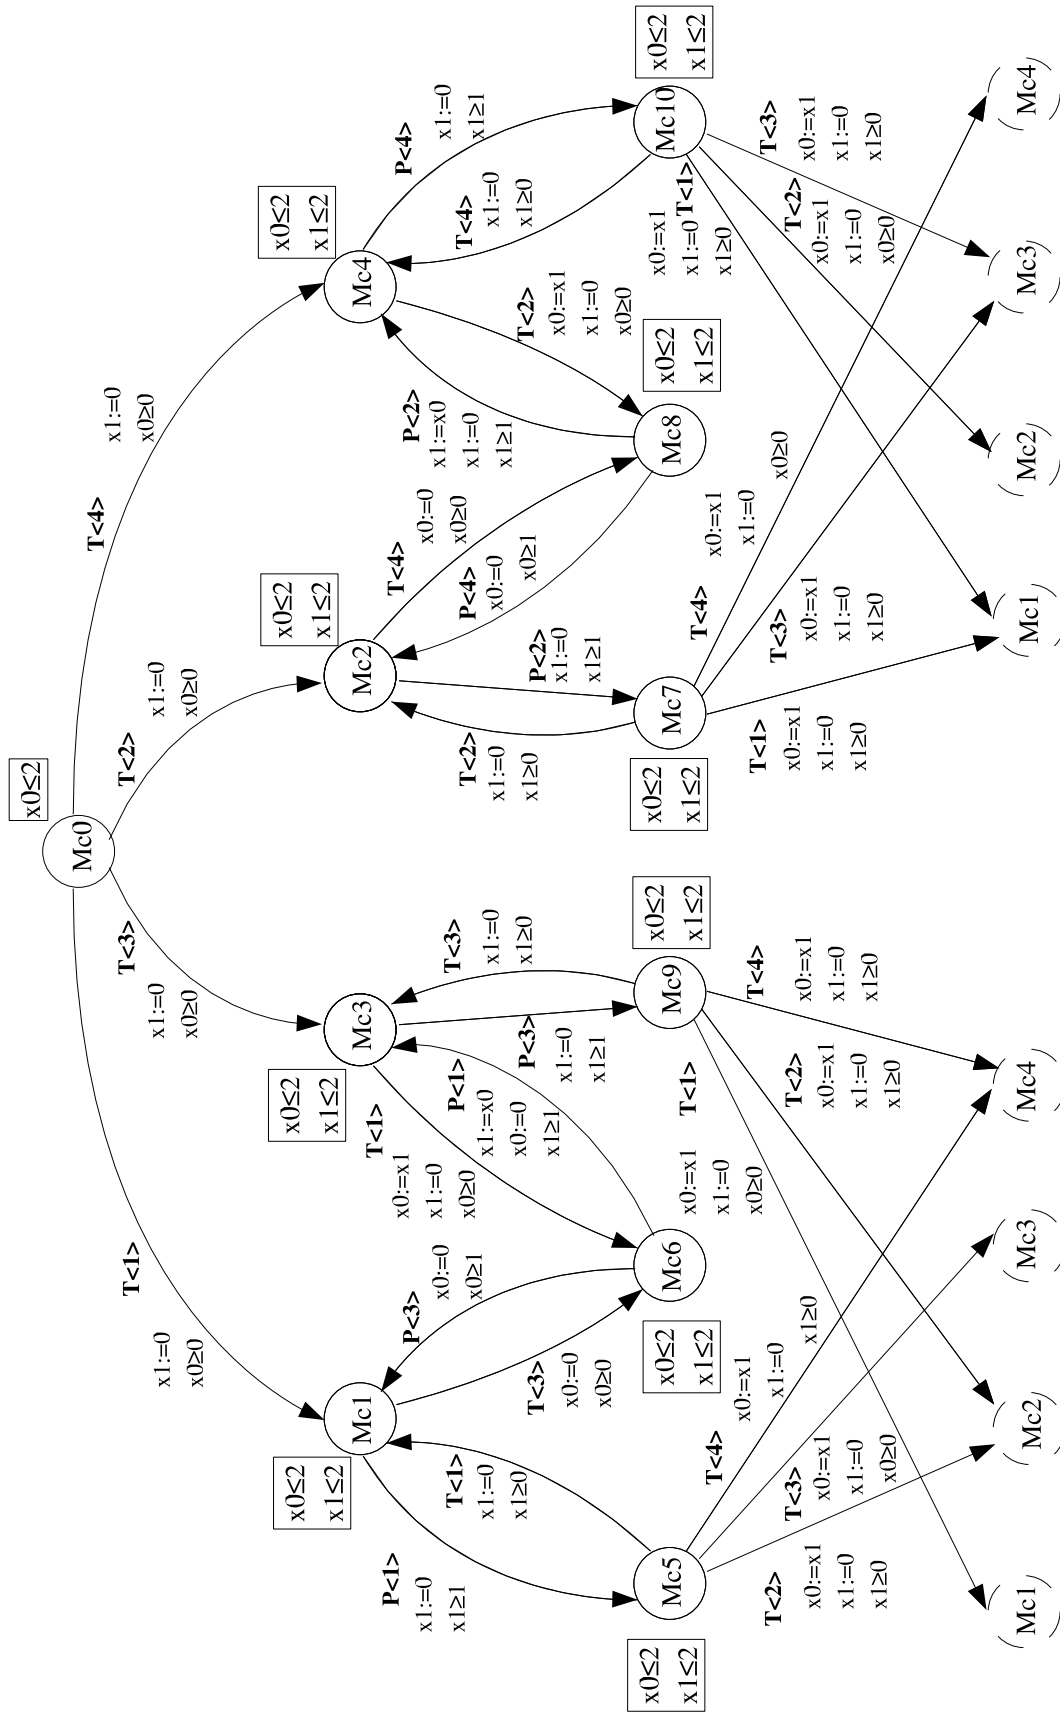 x0≤2
Mc0
T<1>
x1:=0
x0≥0
T<3>
x1:=0
x0≥0
T<2>
x1:=0
x0≥0
T<4>
x1:=0
x0≥0
x0≤2
x1≤2
Mc1
x0≤2
x1≤2
Mc3
x0≤2
x1≤2
Mc2
x0≤2
x1≤2
Mc4
P<1>
x1:=0
x1≥1
T<1>
x1:=0
x1≥0
T<3>
x0:=0
x0≥0
P<3>
x0:=0
x0≥1
T<1>
x0:=x1
x1:=0
x0≥0
P<1>
x1:=x0
x0:=0
x1≥1
P<3>
x1:=0
x1≥1
T<3>
x1:=0
x1≥0
T<2>
x1:=0
x1≥0
P<2>
x1:=0
x1≥1
P<4>
x0:=0
x0≥1
T<4>
x0:=0
x0≥0
P<2>
x1:=x0
x1:=0
x1≥1
T<2>
x0:=x1
x1:=0
x0≥0
T<4>
x1:=0
x1≥0
P<4>
x1:=0
x1≥1
x0≤2
x1≤2
Mc5
x0≤2
x1≤2
Mc6
x0≤2
x1≤2
Mc9
x0≤2
x1≤2
Mc7
x0≤2
x1≤2
Mc8
x0≤2
x1≤2
Mc10
T<2>
x0:=x1
x1:=0
x1≥0
T<3>
x0:=x1
x1:=0
x0≥0
T<4>
x0:=x1
x1:=0
x1≥0
T<1>
x0:=x1
x1:=0
x0≥0
T<2>
x0:=x1
x1:=0
x1≥0
T<4>
x0:=x1
x1:=0
x1≥0
T<1>
x0:=x1
x1:=0
x1≥0
T<3>
x0:=x1
x1:=0
x1≥0
T<4>
x0:=x1
x1:=0
x0≥0
T<1>
x0:=x1
x1:=0
x1≥0
T<2>
x0:=x1
x1:=0
x0≥0
T<3>
x0:=x1
x1:=0
x1≥0
Mc1
Mc2
Mc3
Mc4
Mc1
Mc2
Mc3
Mc4